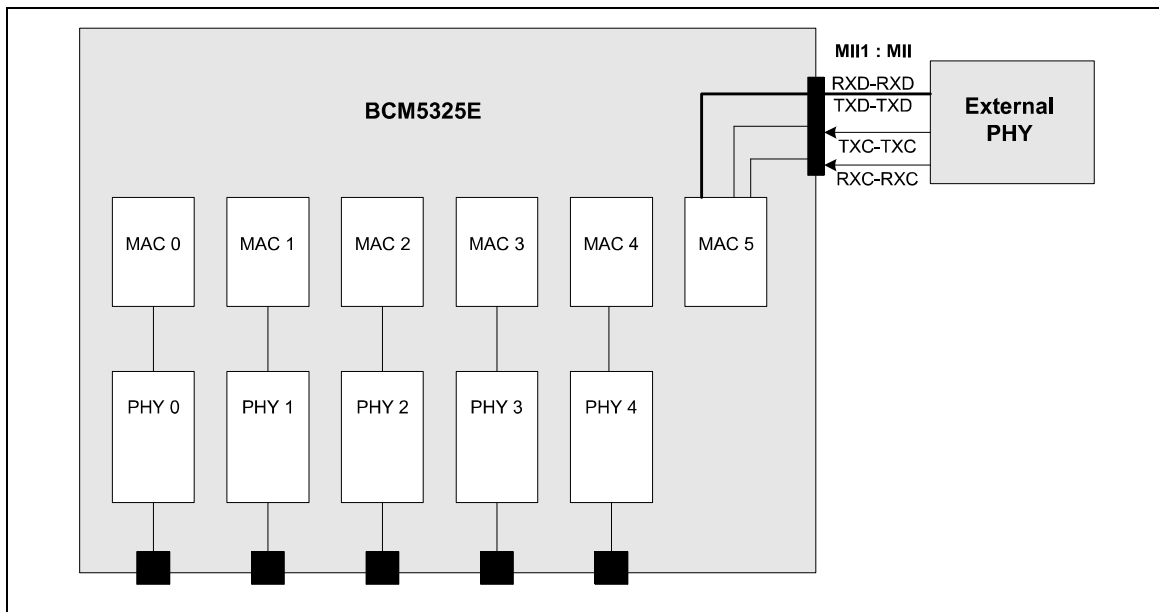 MII1 : MII
RXD-RXD
TXD-TXD
TXC-TXC
RXC-RXC
External
PHY
BCM5325E
MAC 0
MAC 1
MAC 2
MAC 3
MAC 4
MAC 5
PHY 0
PHY 1
PHY 2
PHY 3
PHY 4